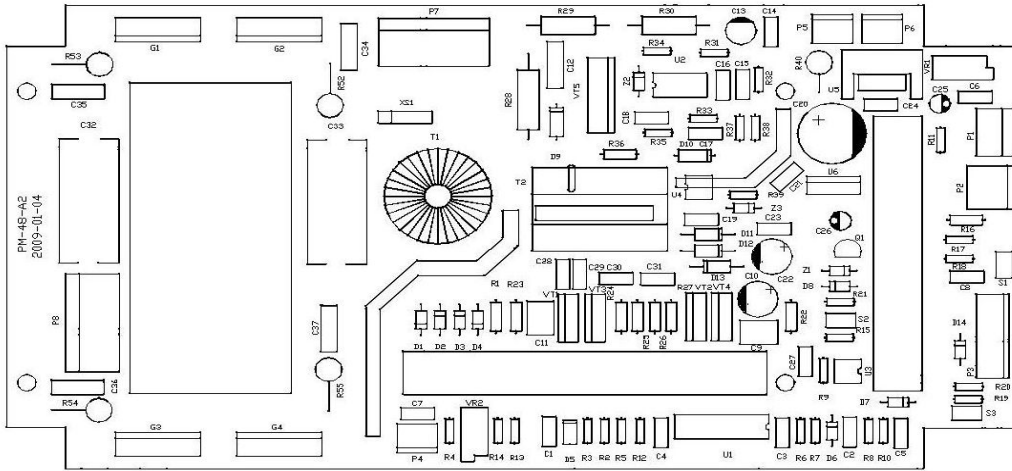 P7
R29
R30
C13
C14
P5
P6
G1
G2
C34
R34
R31
U2
R40
VR1
R53
R52
C12
Z2
C16
C15
R32
U5
C25
C6
C35
R28
VT5
C20
CE4
XS1
C18
R33
R37
R38
R11
P1
C32
C33
T1
D9
R36
R35
D10
C17
T2
U4
R39
C21
U6
P2
PM-48-A2
2009-01-04
Z3
C19
C23
C26
R16
D11
D12
Q1
R17
R18
S1
C28
C29
C30
C31
D13
C10
C22
Z1
D8
C8
P8
R1
R23
VT1
VT3
R24
R27
VT2
VT4
R21
R22
S2
C37
R15
D14
D1
D2
D3
D4
C11
R25
R26
C9
C27
U3
P3
R9
C36
R55
R20
R19
R54
C7
VR2
D7
S3
G3
G4
P4
R4
R14
R13
C1
D5
R3
R2
R5
R12
C4
U1
C3
R6
R7
D6
C2
R8
R10
C5